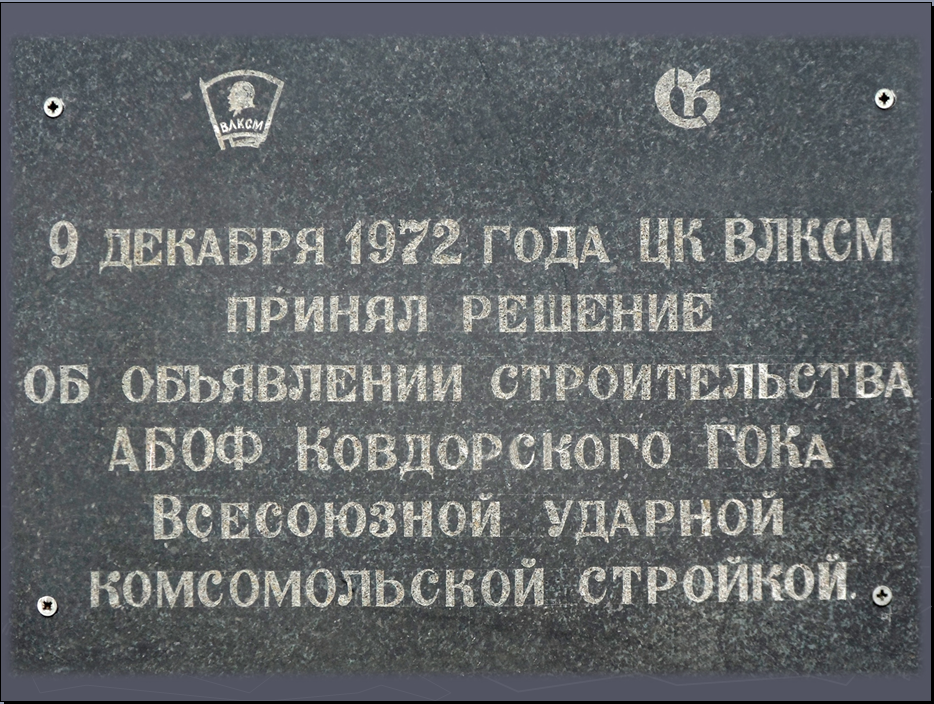 ВЛКСМ
9 ДЕКАБРЯ 1972 ГОДА ЦК ВЛКСМ
ПРИНЯЛ РЕШЕНИЕ
ОБ ОБЪЯВЛЕНИИ СТРОИТЕЛЬСТВА
АБОФ КОВДОРСКОГО ГОКА
ВСЕСОЮЗНОЙ УДАРНОЙ
КОМСОМОЛЬСКОЙ СТРОЙКОЙ.